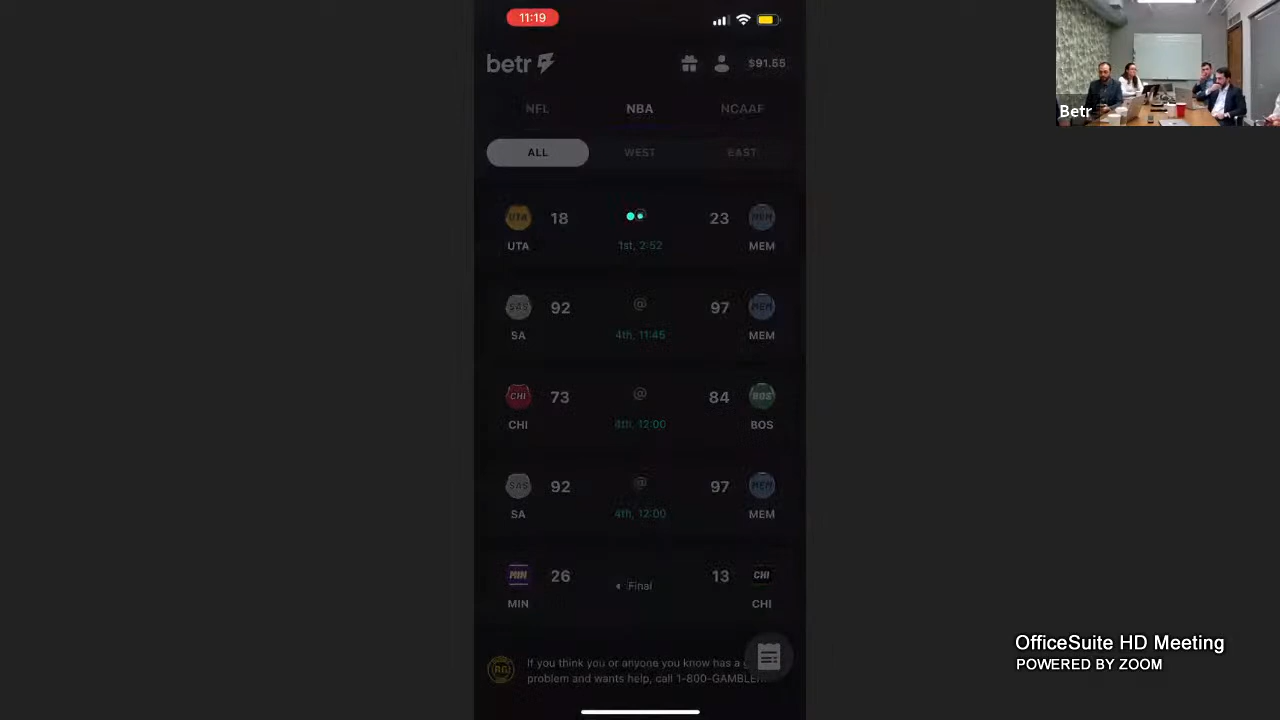 11:19
betr
$91.55
NFL NBA NCAAF
ALL WEST EAST
UTA 18 23 MEM
UTA 1st, 2:52 MEM
SAS 92 @ 97 MEM
SA 4th, 11:45 MEM
CHI 73 @ 84 BOS
CHI 4th, 12:00 BOS
SAS 92 @ 97 MEM
SA 4th, 12:00 MEM
MIN 26 Final 13 CHI
MIN CHI
RG If you think you or anyone you know has a
problem and wants help, call 1-800-GAMBLER
Betr
OfficeSuite HD Meeting
POWERED BY ZOOM